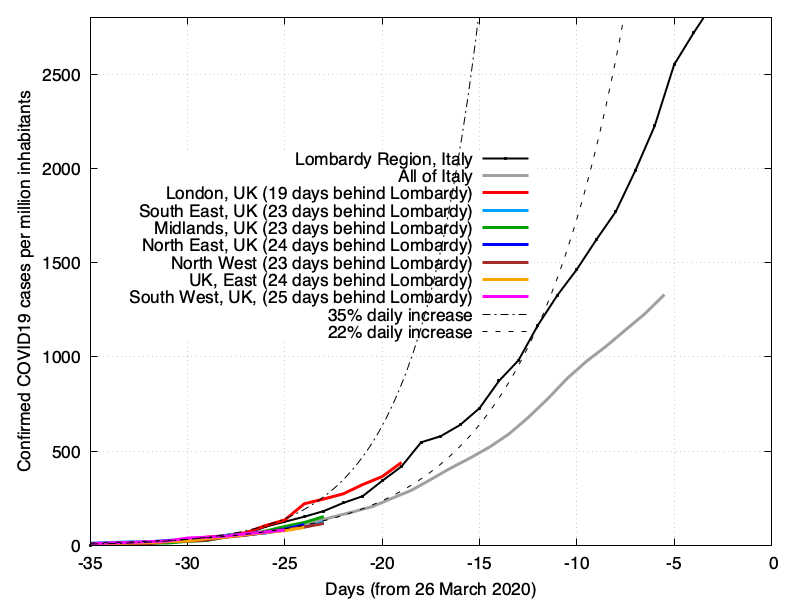 2500
2000
1500
1000
500
0
Confirmed COVID19 cases per million inhabitants
Lombardy Region, Italy
All of Italy
London, UK (19 days behind Lombardy)
South East, UK (23 days behind Lombardy)
Midlands, UK (23 days behind Lombardy)
North East, UK (24 days behind Lombardy)
North West (23 days behind Lombardy)
UK, East (24 days behind Lombardy)
South West, UK, (25 days behind Lombardy)
35% daily increase
22% daily increase
-35 -30 -25 -20 -15 -10 -5 0
Days (from 26 March 2020)